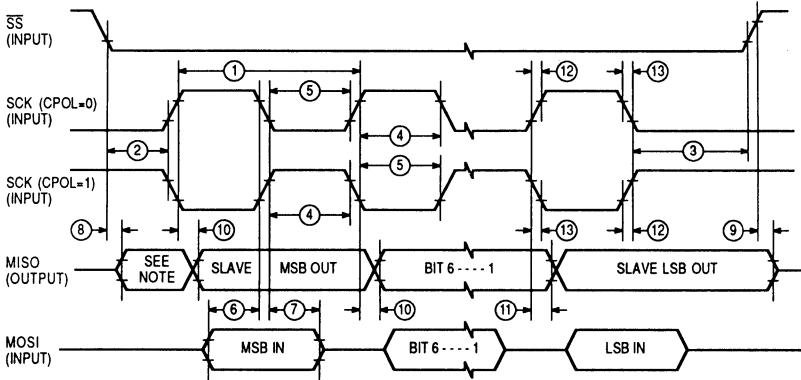 SS
(INPUT)
1
12
13
SCK (CPOL=0)
(INPUT)
5
4
2
3
SCK (CPOL=1)
(INPUT)
5
4
8
10
13
12
9
MISO
(OUTPUT)
SEE
NOTE
SLAVE
MSB OUT
BIT 6 - - - - 1
SLAVE LSB OUT
6
7
10
11
MOSI
(INPUT)
MSB IN
BIT 6 - - - - 1
LSB IN